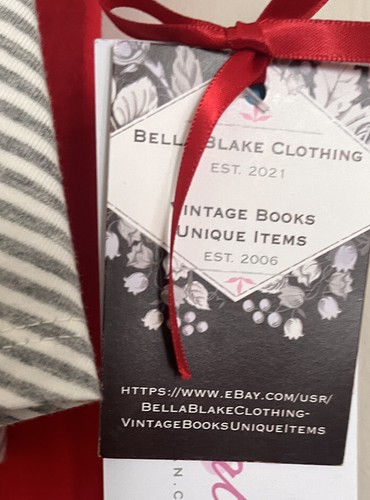 BELLA BLAKE CLOTHING
EST. 2021
VINTAGE BOOKS
UNIQUE ITEMS
EST. 2006
HTTPS://WWW.EBAY.COM/USR/
BELLABLAKECLOTHING-
VINTAGEBOOKSUNIQUEITEMS
N.C